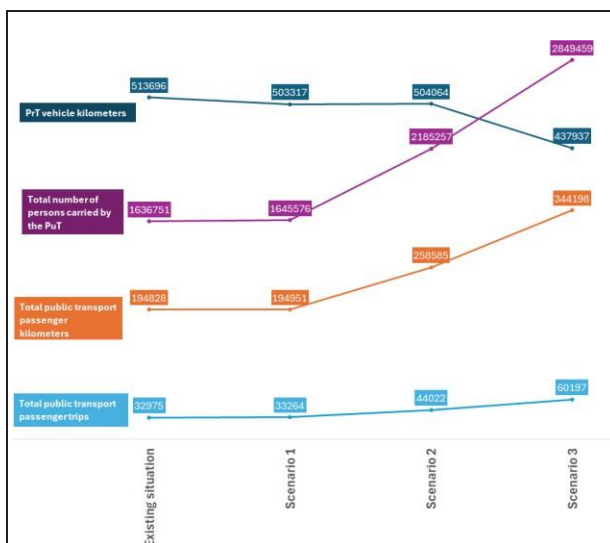 2849459
513696
503317
504064
PrT vehicle kilometers
437937
2185257
Total number of
persons carried by
the PuT
1636751
1645576
344198
258585
194828
194951
Total public transport
passenger
kilometers
60197
Total public transport
passenger trips
32975
33264
44022
Existing situation
Scenario 1
Scenario 2
Scenario 3